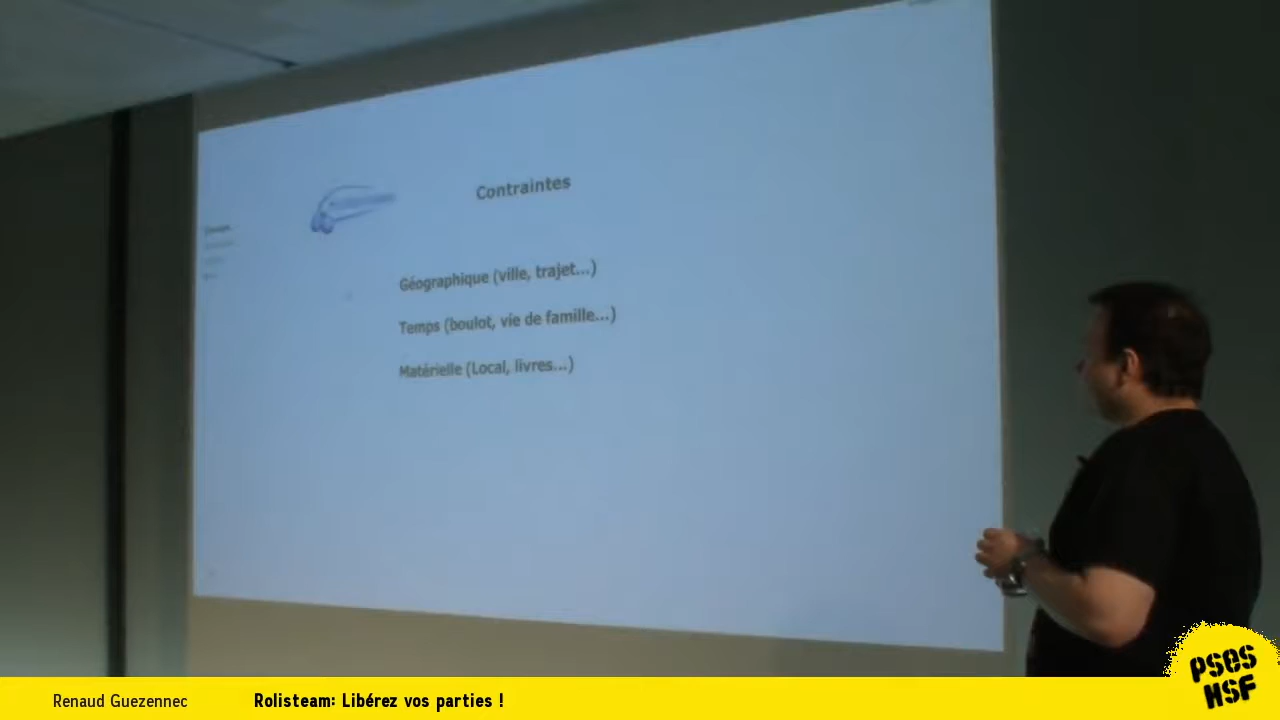 Contraintes
Géographique (ville, trajet...)
Temps (boulot, vie de famille...)
Matérielle (Local, livres...)
Renaud Guezennec
Rolisteam: Libérez vos parties !
PSES
HSF